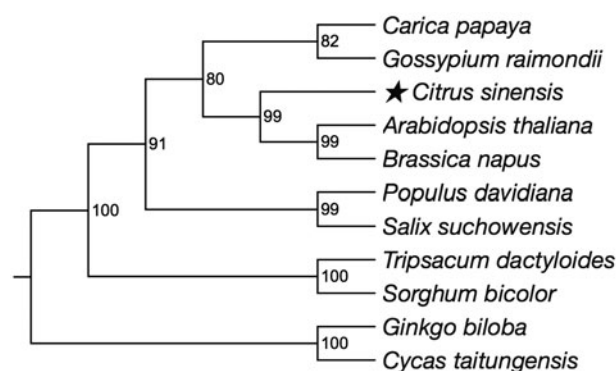 Carica papaya
82
Gossypium raimondii
80
★Citrus sinensis
99
Arabidopsis thaliana
99
91
Brassica napus
Populus davidiana
99
100
Salix suchowensis
Tripsacum dactyloides
100
Sorghum bicolor
Ginkgo biloba
100
Cycas taitungensis